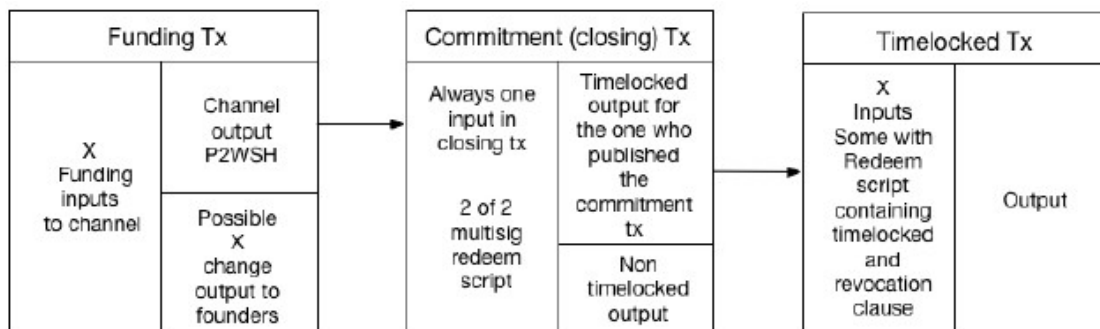 Funding Tx
X
Funding
inputs
to channel
Channel
output
P2WSH
Possible
X
change
output to
founders
Commitment (closing) Tx
Always one
input in
closing tx
2 of 2
multisig
redeem
script
Timelocked
output for
the one who
published
the
commitment
tx
Non
timelocked
output
Timelocked Tx
X
Inputs
Some with
Redeem
script
containing
timelocked
and
revocation
clause
Output